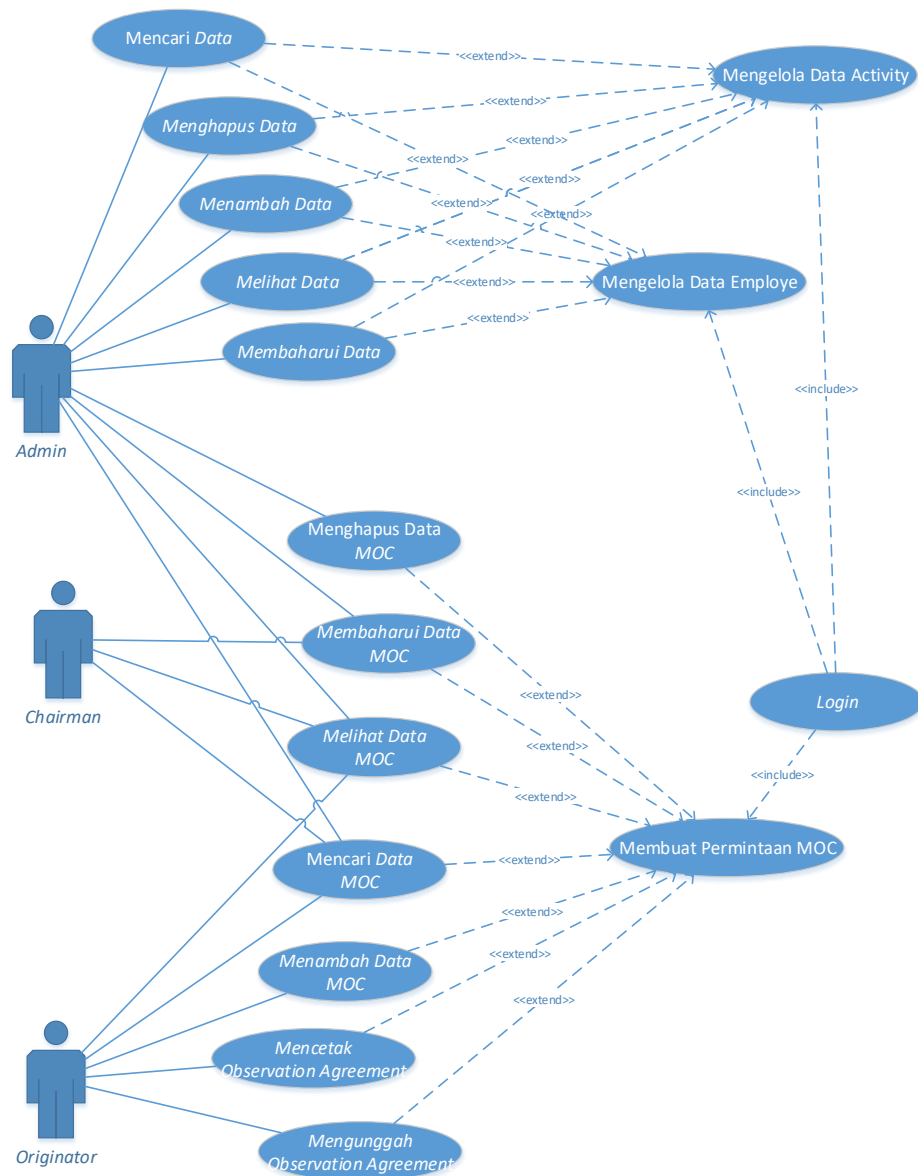 Mencari Data
<<extend>>
Mengelola Data Activity
Menghapus Data
<<extend>>
<<extend>>
<<extend>>
Menambah Data
<<extend>>
<<extend>>
<<extend>>
<<extend>>
Melihat Data
<<extend>>
Mengelola Data Employe
<<extend>>
Membaharui Data
<<include>>
Admin
<<include>>
Menghapus Data
MOC
Membaharui Data
MOC
<<extend>>
Login
Chairman
Melihat Data
MOC
<<extend>>
<<include>>
<<extend>>
Membuat Permintaan MOC
Mencari Data
MOC
<<extend>>
<<extend>>
Menambah Data
MOC
<<extend>>
<<extend>>
Mencetak
Observation Agreement
Originator
Mengunggah
Observation Agreement